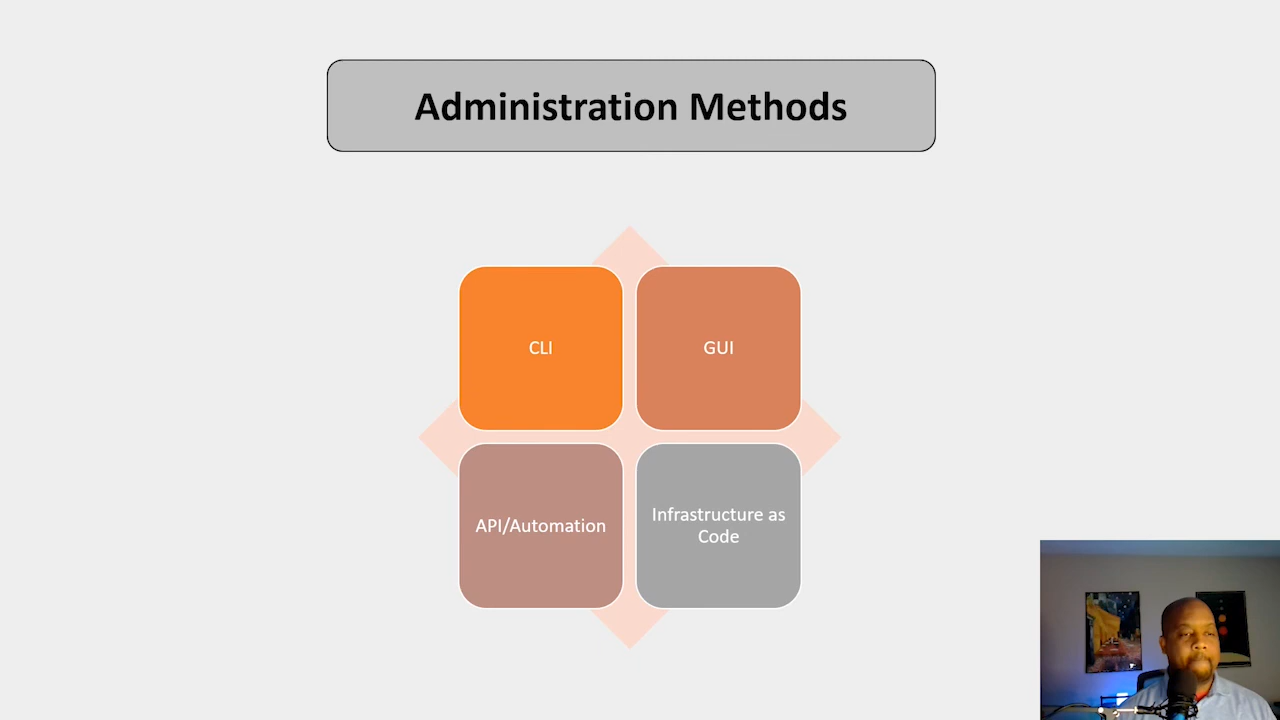 Administration Methods
CLI
GUI
API/Automation
Infrastructure as
Code